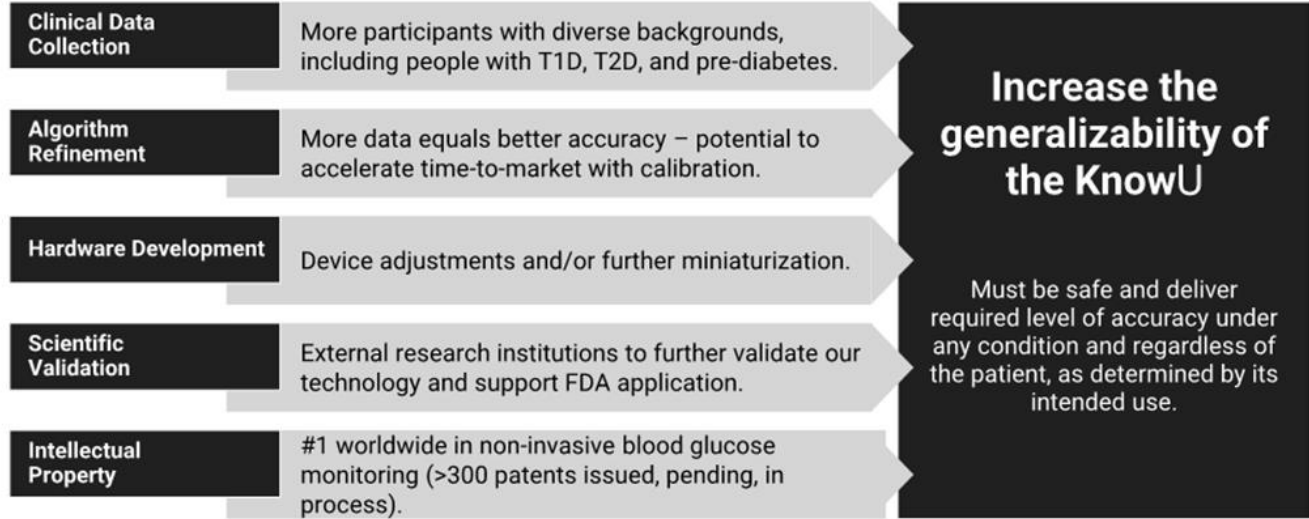 Clinical Data
Collection
More participants with diverse backgrounds,
including people with T1D, T2D, and pre-diabetes.
Algorithm
Refinement
More data equals better accuracy – potential to
accelerate time-to-market with calibration.
Hardware Development
Device adjustments and/or further miniaturization.
Scientific
Validation
External research institutions to further validate our
technology and support FDA application.
Intellectual
Property
#1 worldwide in non-invasive blood glucose
monitoring (>300 patents issued, pending, in
process).
Increase the
generalizability of
the KnowU
Must be safe and deliver
required level of accuracy under
any condition and regardless of
the patient, as determined by its
intended use.